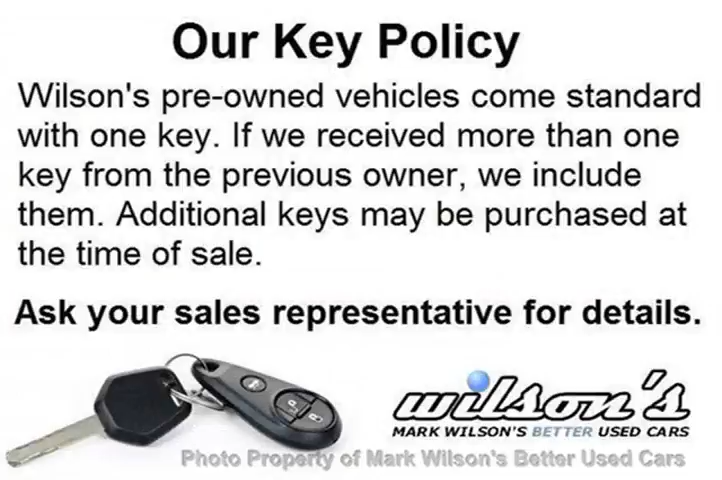 Our Key Policy
Wilson's pre-owned vehicles come standard
with one key. If we received more than one
key from the previous owner, we include
them. Additional keys may be purchased at
the time of sale.
Ask your sales representative for details.
wilson's
MARK WILSON'S BETTER USED CARS
Photo Property of Mark Wilson's Better Used Cars